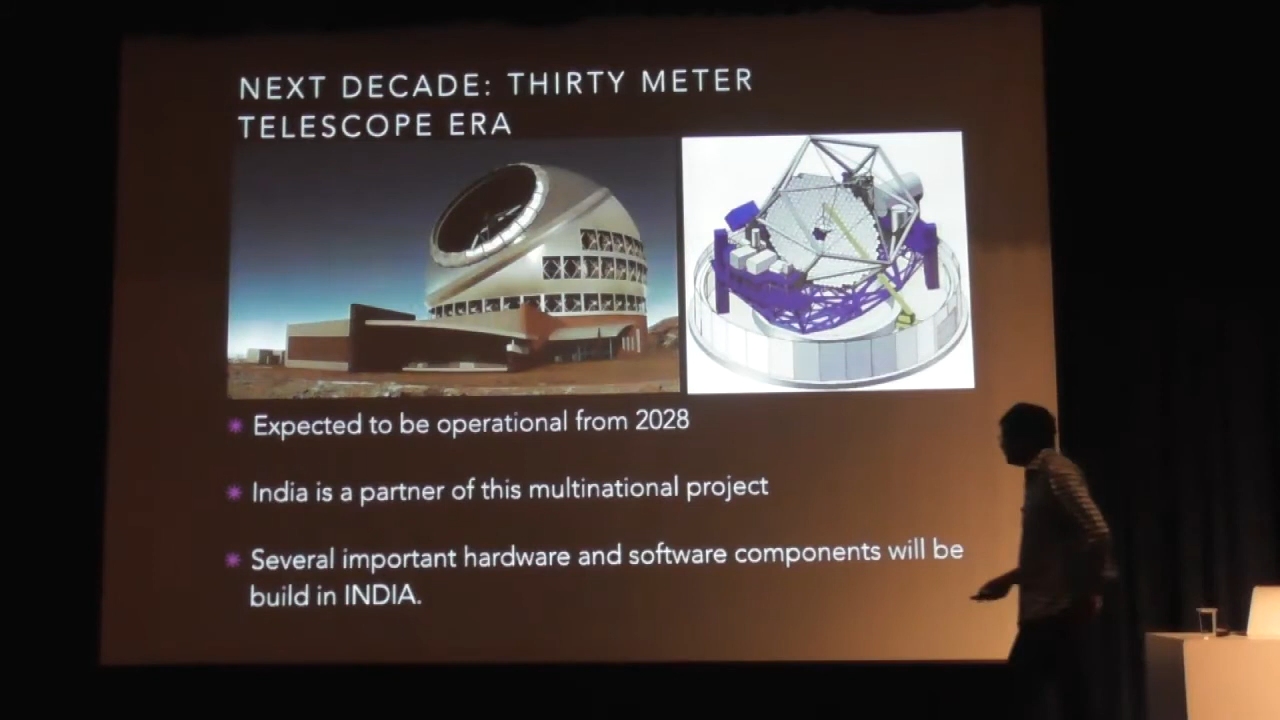 NEXT DECADE: THIRTY METER
TELESCOPE ERA
Expected to be operational from 2028
India is a partner of this multinational project
Several important hardware and software components will be
build in INDIA.